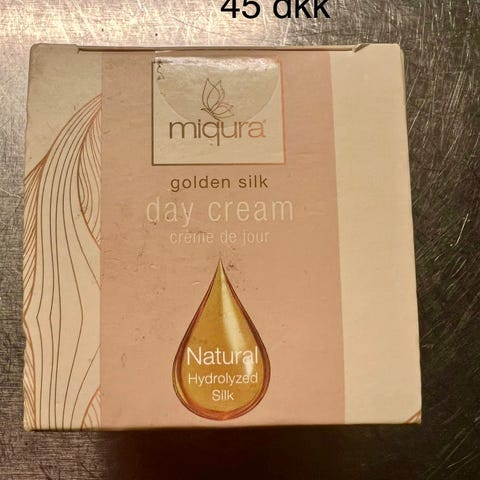 45 dkk
miqura
golden silk
day cream
crème de jour
Natural
Hydrolyzed
Silk